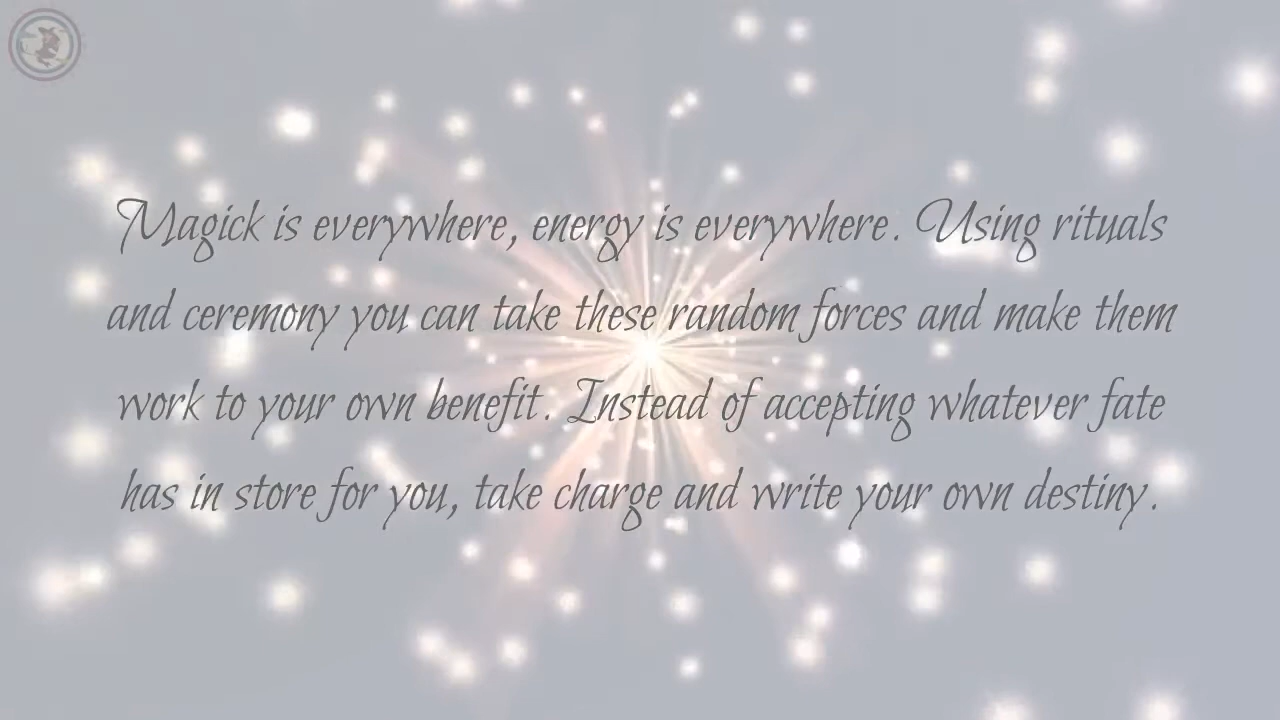 Magick is everywhere, energy is everywhere. Using rituals
and ceremony you can take these random forces and make them
work to your own benefit. Instead of accepting whatever fate
has in store for you, take charge and write your own destiny.